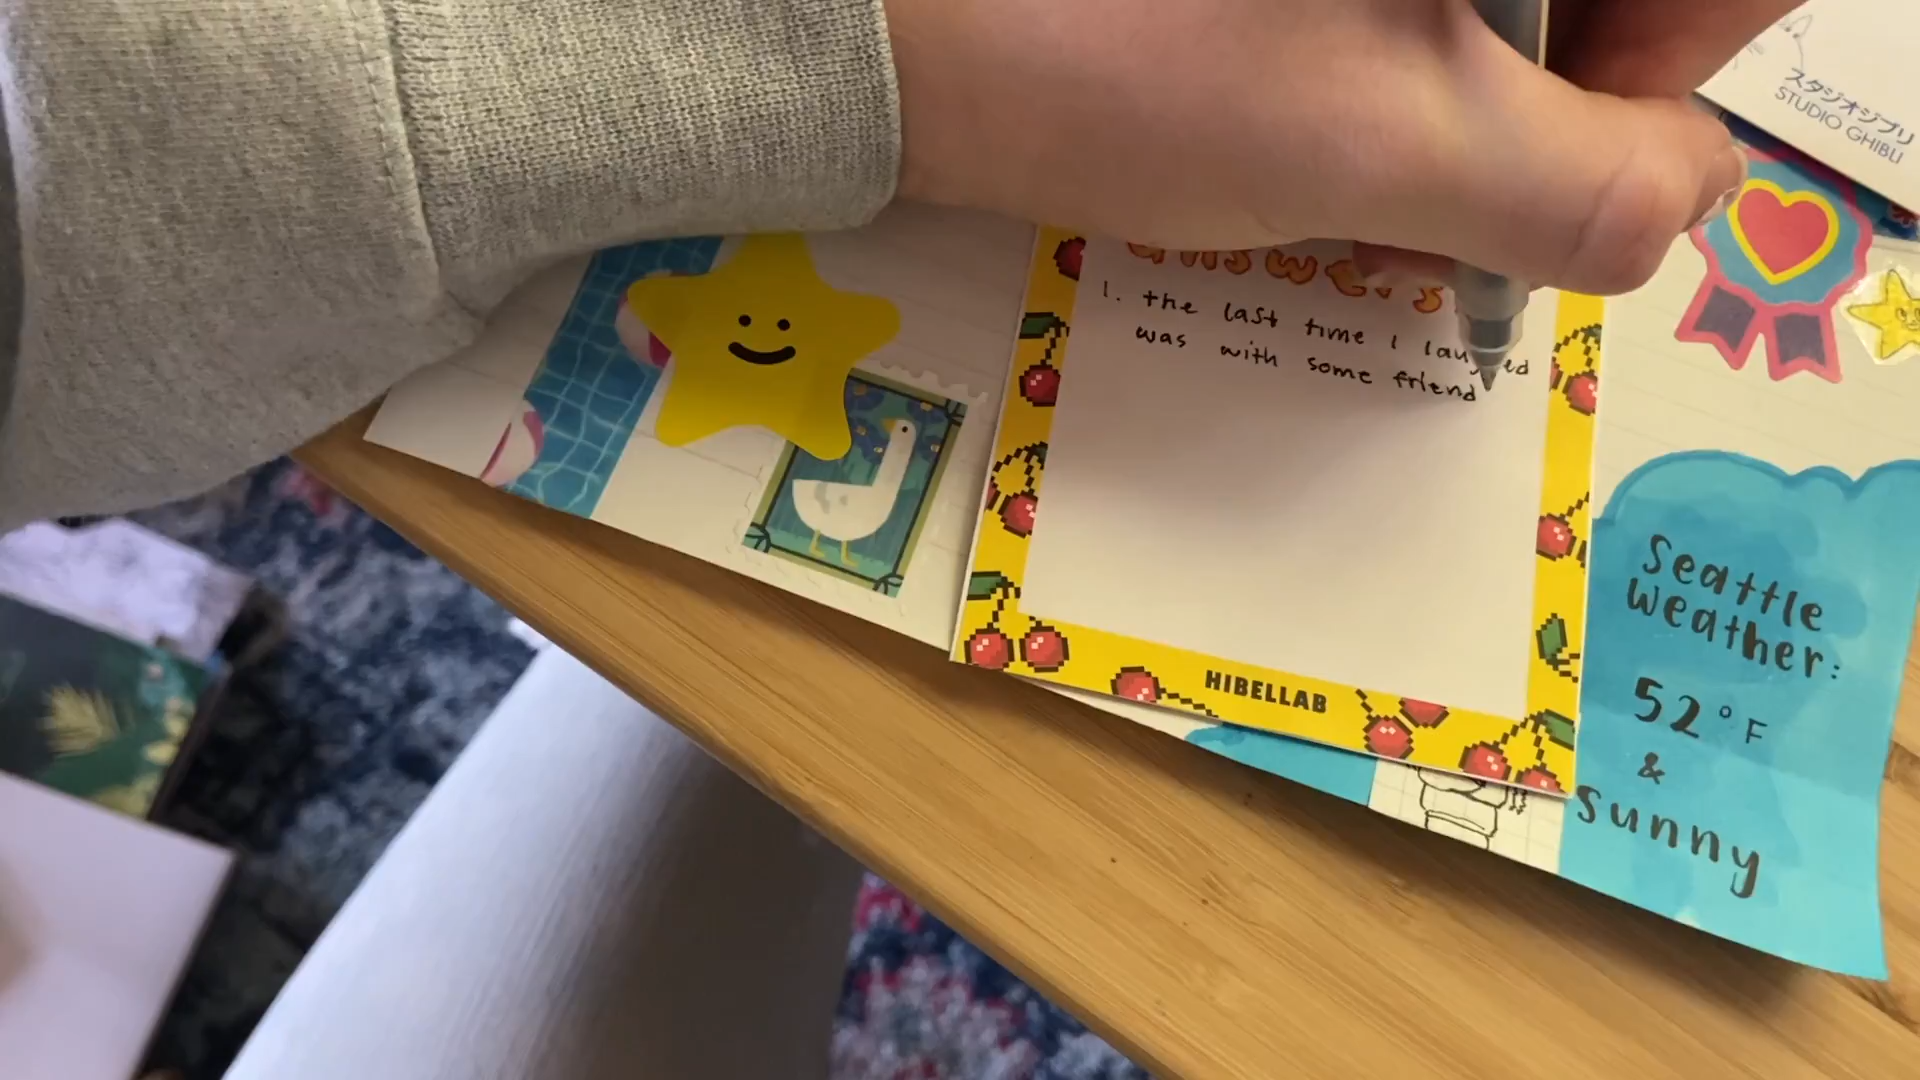 スタジオジブリ
STUDIO GHIBLI
answers
1. the last time I laughed
was with some friend
HIBELLAB
Seattle
weather:
52°F
&
sunny